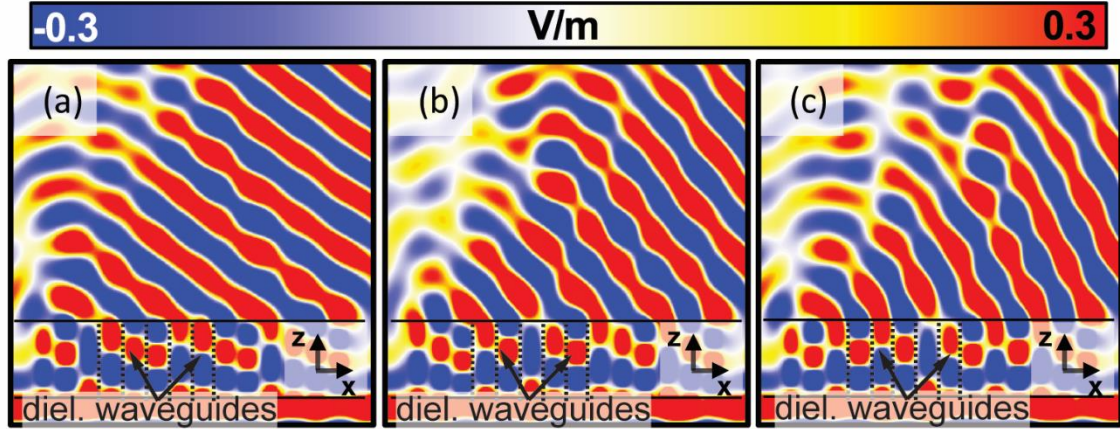 -0.3 V/m 0.3
(a) (b) (c)
z z z
x x x
diel. waveguides diel. waveguides diel. waveguides